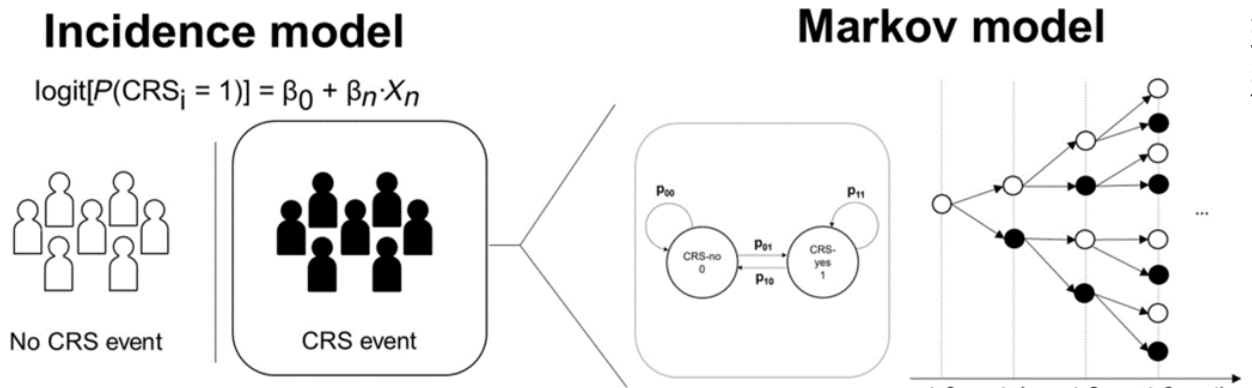 Incidence model
logit[P(CRSi = 1)] = β0 + βn·Xn
No CRS event
CRS event
Markov model
p00
p11
p01
p10
CRS-no
0
CRS-
yes
1
...